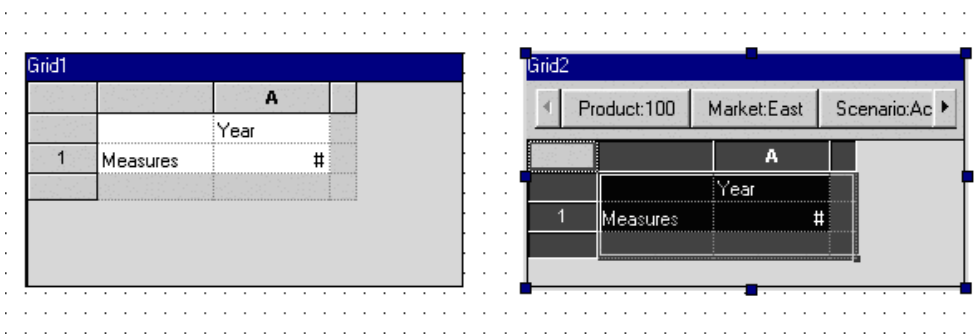 Grid1
A
Year
1 Measures #
Grid2
Product:100 Market:East Scenario:Ac
A
Year
1 Measures #